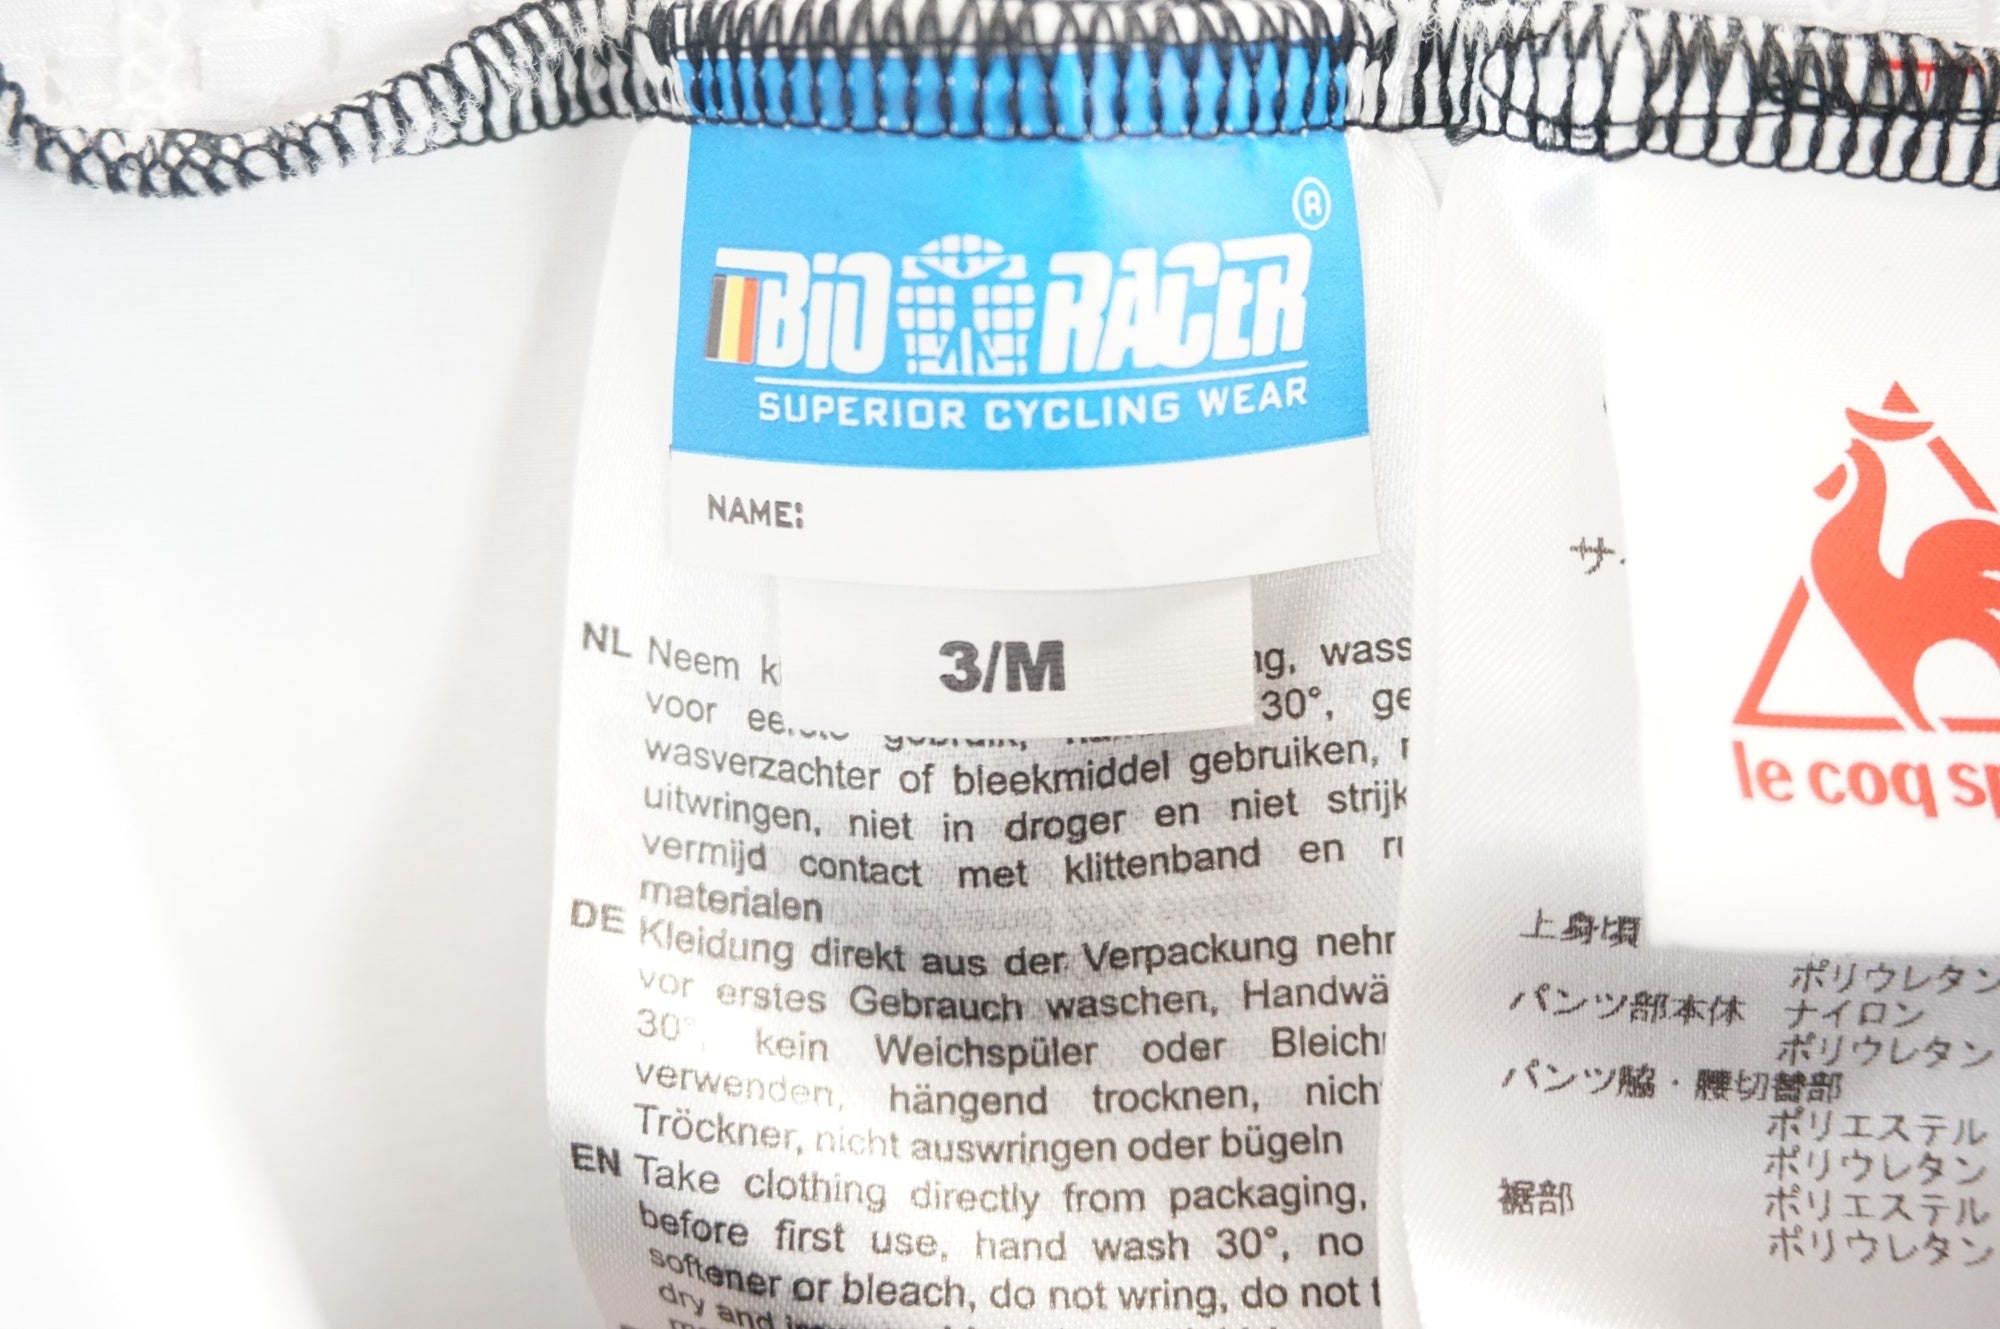 BIO RACER ®
SUPERIOR CYCLING WEAR
NAME:
3/M
NL Neem ng, wass
voor 30°, ge
wasverzachter of bleekmiddel gebruiken,
uitwringen, niet in droger en niet strijk
vermijd contact met klittenband en
materialen
DE Kleidung direkt aus der Verpackung nehr
vor erstes Gebrauch waschen, Handwä
30°, kein Weichspüler oder Bleich
verwenden, hängend trocknen, nich
Tröckner, nicht auswringen oder bügeln
EN Take clothing directly from packaging,
before first use, hand wash 30°, no
softener or bleach, do not wring, do not t
dry and
le coq sp
上身頃
ポリウレタン
パンツ部本体 ナイロン
ポリウレタン
パンツ脇・腰切替部
ポリエステル
ポリウレタン
裾部 ポリエステル
ポリウレタン